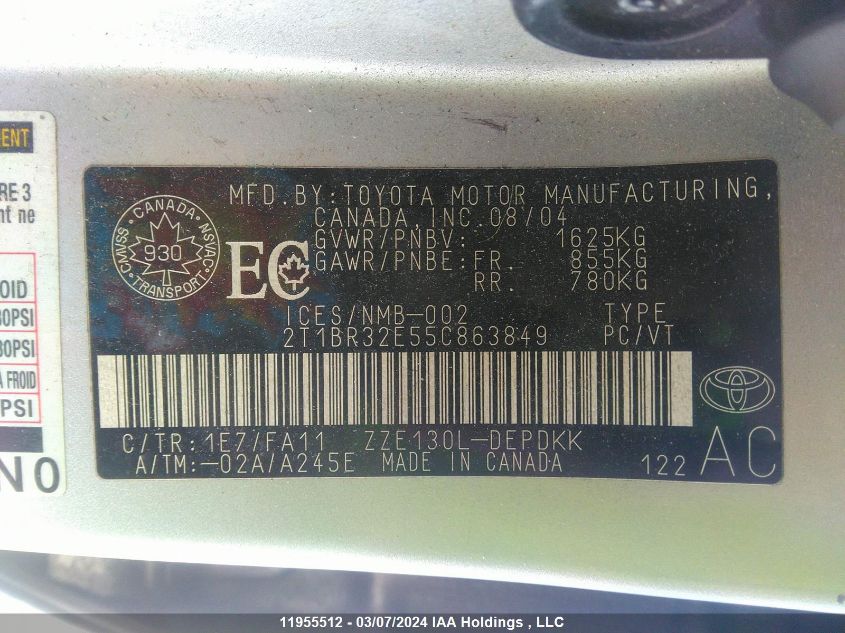 ENT
RE 3
nt ne
OID
30PSI
30PSI
A FROID
PSI
NO
CANADA
CMVSS
NSVAC
930
TRANSPORT
EC
MFD.BY:TOYOTA MOTOR MANUFACTURING,
CANADA,INC.08/04
GVWR/PNBV: 1625KG
GAWR/PNBE:FR. 855KG
RR. 780KG
ICES/NMB-002 TYPE
2T1BR32E55C863849 PC/VT
C/TR:1E7/FA11 ZZE130L-DEPDKK
A/TM:-02A/A245E MADE IN CANADA
122 AC
11955512 - 03/07/2024 IAA Holdings , LLC